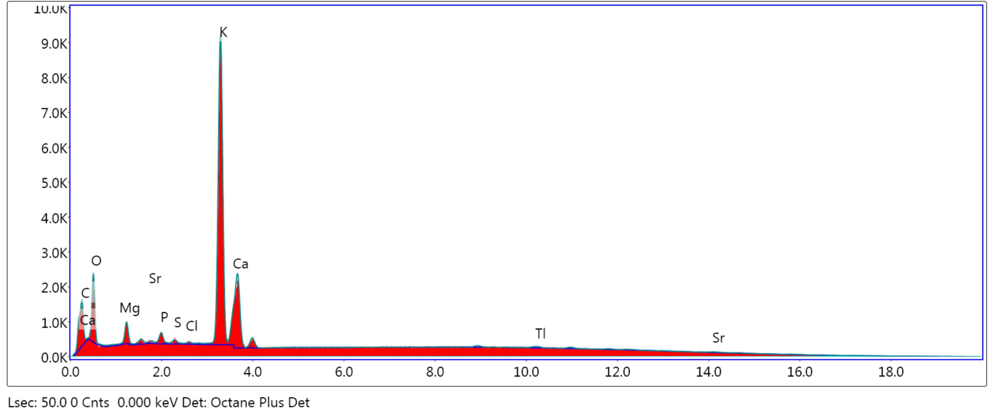 10.0K
K
9.0K
8.0K
7.0K
6.0K
5.0K
4.0K
3.0K
O
Ca
Sr
2.0K
C
Mg
P
S
Cl
1.0K
Ca
Tl
Sr
0.0K
0.0 2.0 4.0 6.0 8.0 10.0 12.0 14.0 16.0 18.0
Lsec: 50.0 0 Cnts 0.000 keV Det: Octane Plus Det